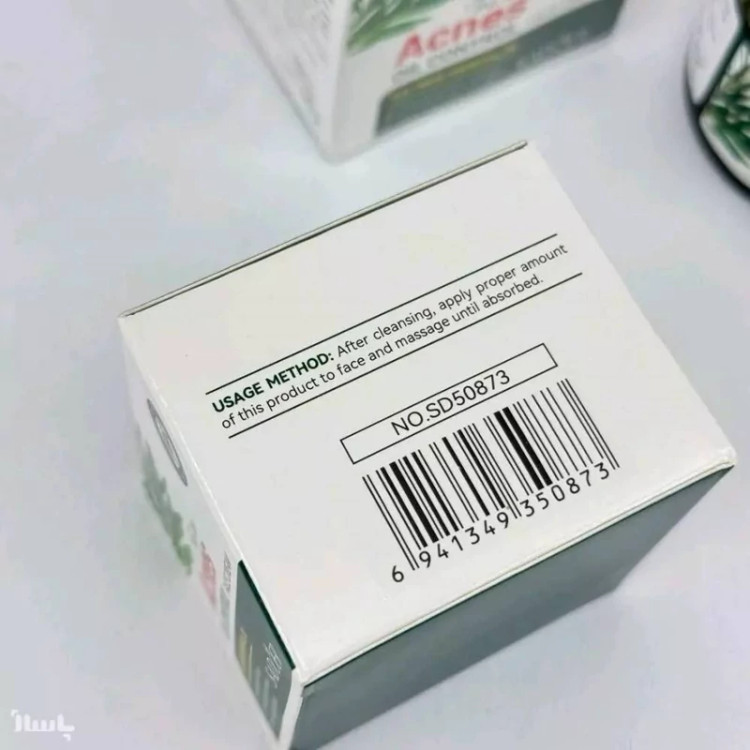 Acnes
OIL CONTROL
USAGE METHOD: After cleansing, apply proper amount
of this product to face and massage until absorbed.
NO.SD50873
6 941349 350873
پاساژ